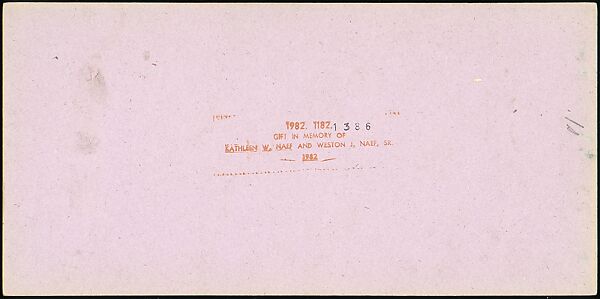 1982. 1182.1386
GIFT IN MEMORY OF
KATHLEEN W. NAEF AND WESTON J. NAEF, SR.
1982